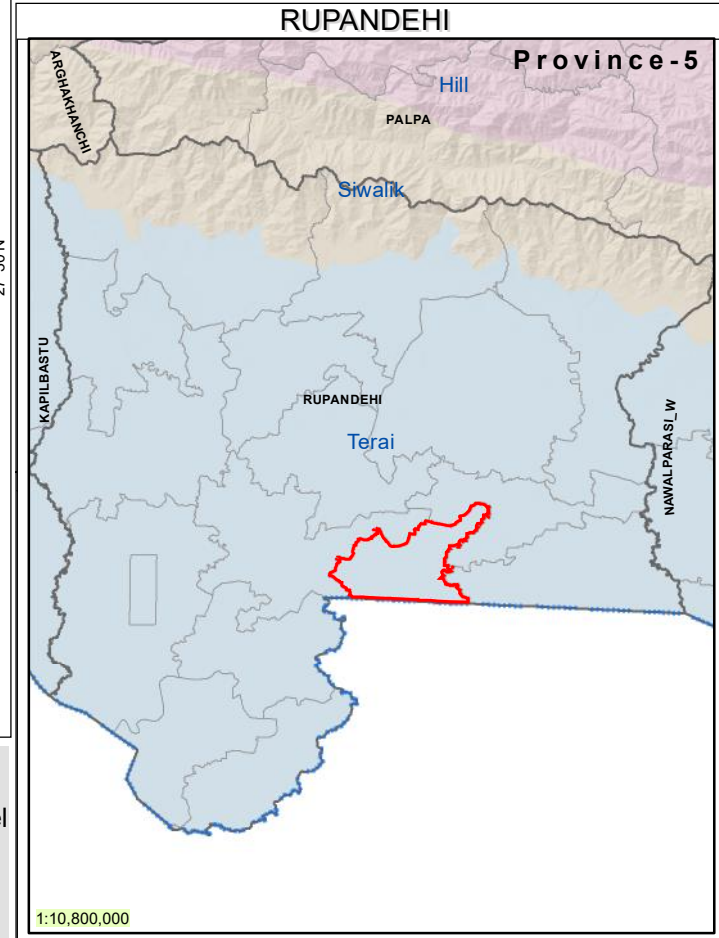 RUPANDEHI
Province-5
Hill
ARGHAKHANCHI
PALPA
Siwalik
KAPILBASTU
RUPANDEHI
Terai
NAWALPARASI_W
1:10,800,000